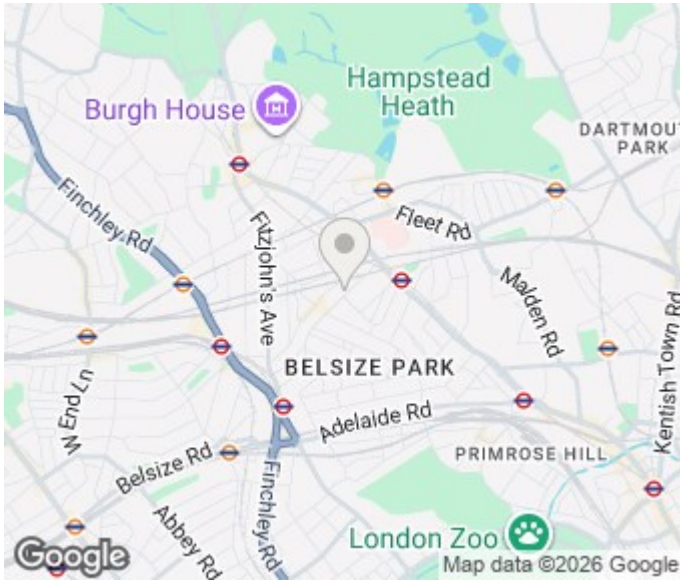 Hampstead
Heath
Burgh House
DARTMOU
PARK
Finchley Rd
Fitzjohn's Ave
Fleet Rd
Malden Rd
Kentish Town Rd
BELSIZE PARK
W End Ln
Adelaide Rd
Belsize Rd
PRIMROSE HILL
Finchley Rd
Abbey Rd
London Zoo
Google
Map data ©2026 Google